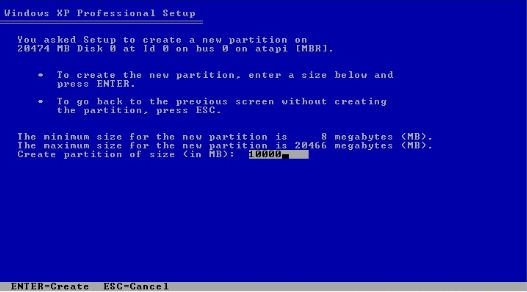 Windows XP Professional Setup
You asked Setup to create a new partition on
20474 MB Disk 0 at Id 0 on bus 0 on atapi [MBR].
• To create the new partition, enter a size below and
press ENTER.
• To go back to the previous screen without creating
the partition, press ESC.
The minimum size for the new partition is 8 megabytes (MB).
The maximum size for the new partition is 20466 megabytes (MB).
Create partition of size (in MB): 10000
ENTER=Create ESC=Cancel